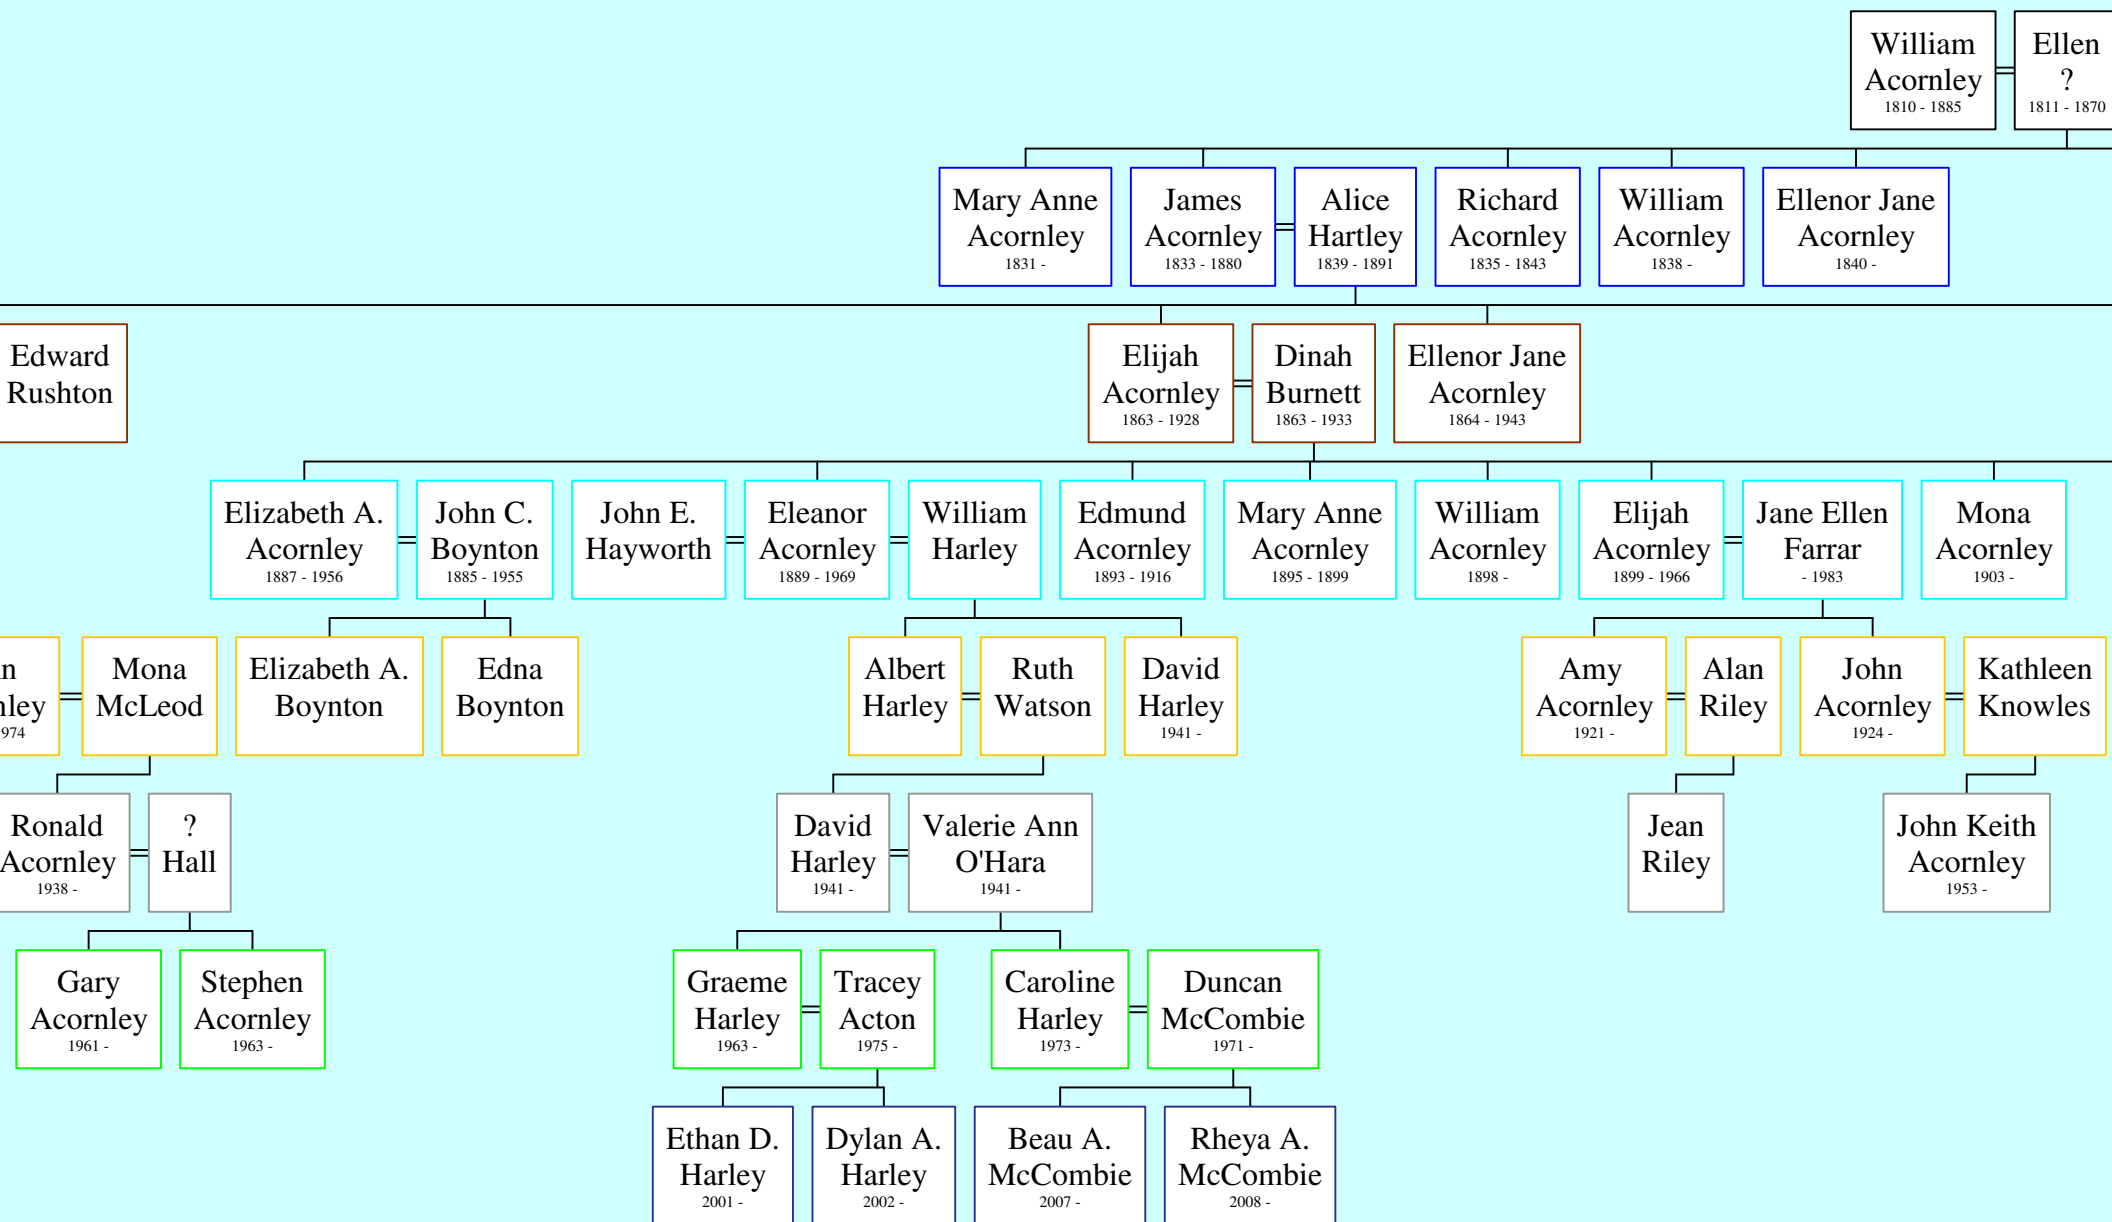 William
Acornley
1810 - 1885
Ellen
?
1811 - 1870
Mary Anne
Acornley
1831 -
James
Acornley
1833 - 1880
Alice
Hartley
1839 - 1891
Richard
Acornley
1835 - 1843
William
Acornley
1838 -
Ellenor Jane
Acornley
1840 -
Edward
Rushton
Elijah
Acornley
1863 - 1928
Dinah
Burnett
1863 - 1933
Ellenor Jane
Acornley
1864 - 1943
Elizabeth A.
Acornley
1887 - 1956
John C.
Boynton
1885 - 1955
John E.
Hayworth
Eleanor
Acornley
1889 - 1969
William
Harley
Edmund
Acornley
1893 - 1916
Mary Anne
Acornley
1895 - 1899
William
Acornley
1898 -
Elijah
Acornley
1899 - 1966
Jane Ellen
Farrar
- 1983
Mona
Acornley
1903 -
n
nley
974
Mona
McLeod
Elizabeth A.
Boynton
Edna
Boynton
Albert
Harley
Ruth
Watson
David
Harley
1941 -
Amy
Acornley
1921 -
Alan
Riley
John
Acornley
1924 -
Kathleen
Knowles
Ronald
Acornley
1938 -
?
Hall
David
Harley
1941 -
Valerie Ann
O'Hara
1941 -
Jean
Riley
John Keith
Acornley
1953 -
Gary
Acornley
1961 -
Stephen
Acornley
1963 -
Graeme
Harley
1963 -
Tracey
Acton
1975 -
Caroline
Harley
1973 -
Duncan
McCombie
1971 -
Ethan D.
Harley
2001 -
Dylan A.
Harley
2002 -
Beau A.
McCombie
2007 -
Rheya A.
McCombie
2008 -